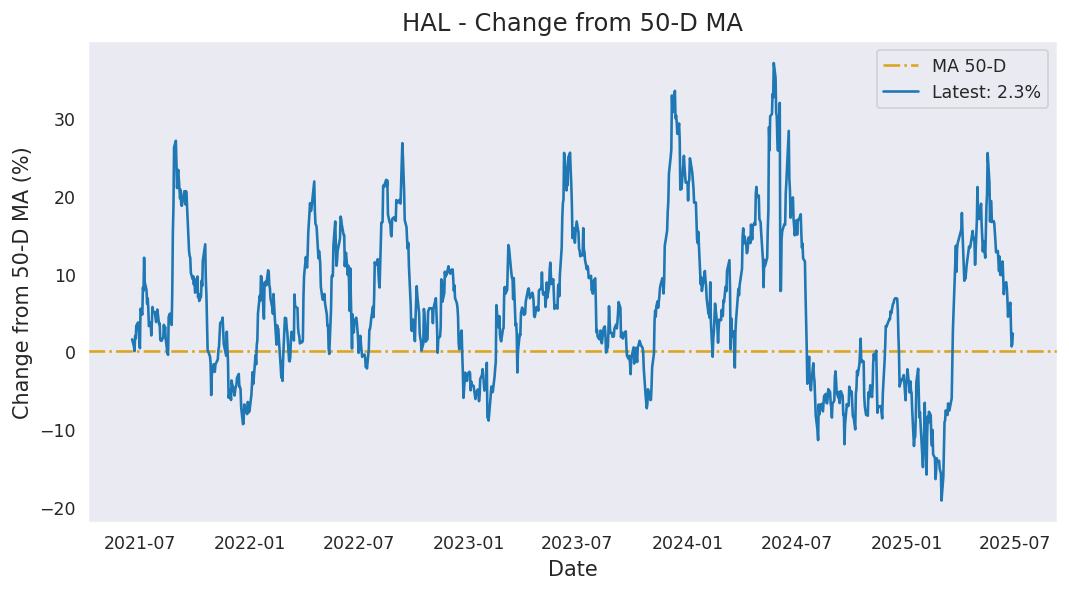 HAL - Change from 50-D MA
MA 50-D
Latest: 2.3%
Change from 50-D MA (%)
30
20
10
0
−10
−20
2021-07 2022-01 2022-07 2023-01 2023-07 2024-01 2024-07 2025-01 2025-07
Date